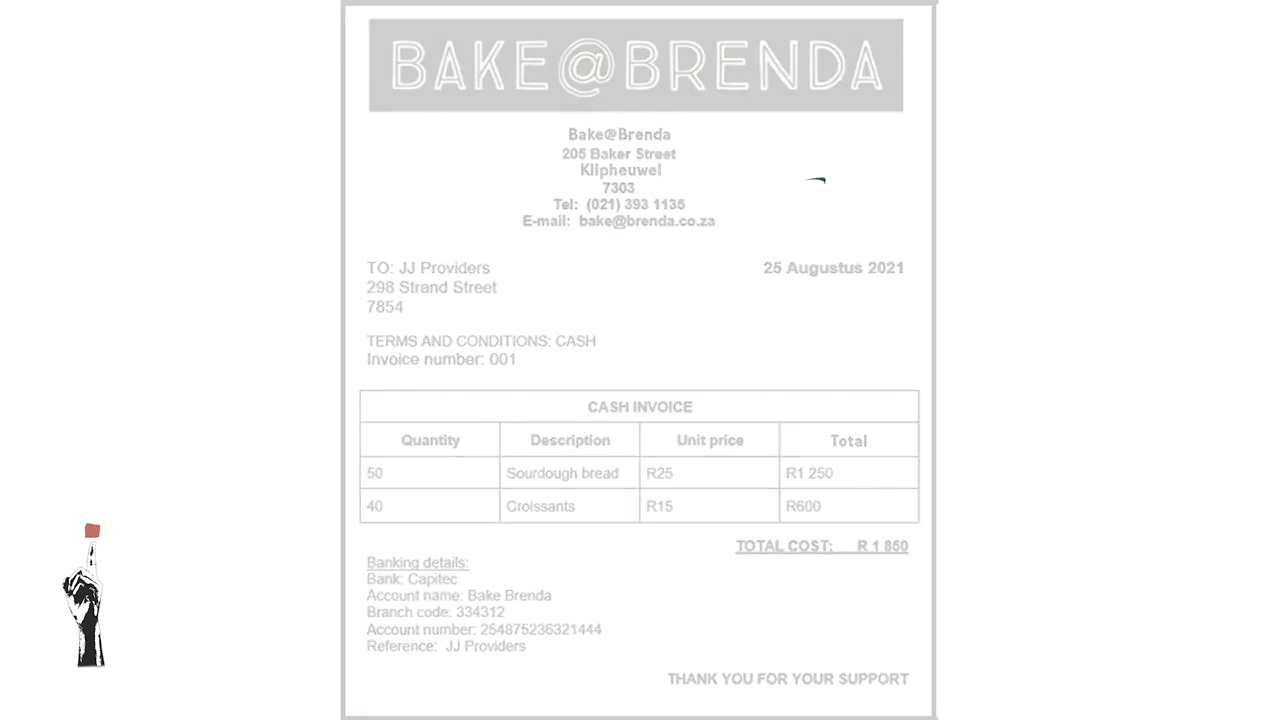 BAKE@BRENDA
Bake@Brenda
205 Baker Street
Klipheuwel
7303
Tel: (021) 393 1135
E-mail: bake@brenda.co.za
TO: JJ Providers
25 Augustus 2021
298 Strand Street
7854
TERMS AND CONDITIONS: CASH
Invoice number: 001
CASH INVOICE
Quantity Description Unit price Total
50 Sourdough bread R25 R1 250
40 Croissants R15 R600
TOTAL COST: R 1 850
Banking details:
Bank: Capitec
Account name: Bake Brenda
Branch code: 334312
Account number: 254875236321444
Reference: JJ Providers
THANK YOU FOR YOUR SUPPORT